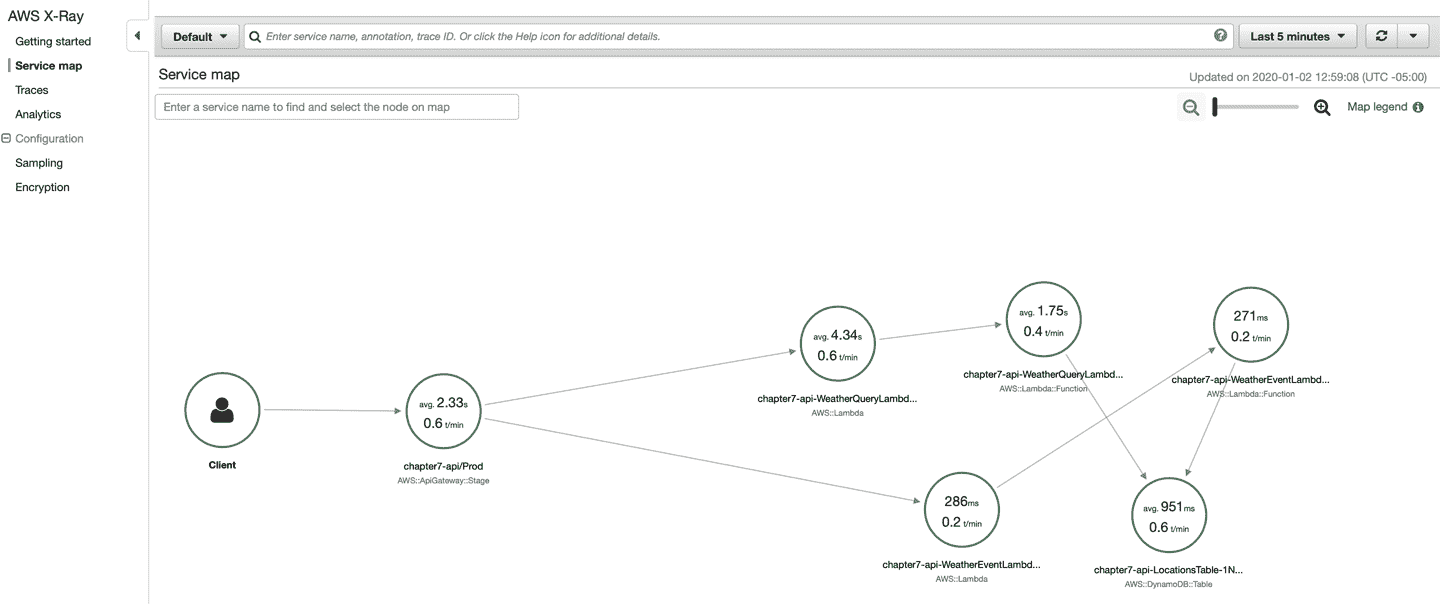 AWS X-Ray
Getting started
Service map
Traces
Analytics
Configuration
Sampling
Encryption
Default
Enter service name, annotation, trace ID. Or click the Help icon for additional details.
Last 5 minutes
Service map
Updated on 2020-01-02 12:59:08 (UTC -05:00)
Enter a service name to find and select the node on map
Map legend
Client
avg. 2.33s
0.6 t/min
chapter7-api/Prod
AWS::ApiGateway::Stage
avg. 4.34s
0.6 t/min
chapter7-api-WeatherQueryLambd...
AWS::Lambda
avg. 1.75s
0.4 t/min
chapter7-api-WeatherQueryLambd...
AWS::Lambda::Function
271ms
0.2 t/min
chapter7-api-WeatherEventLambd...
AWS::Lambda::Function
286ms
0.2 t/min
chapter7-api-WeatherEventLambd...
AWS::Lambda
avg. 951ms
0.6 t/min
chapter7-api-LocationsTable-1N...
AWS::DynamoDB::Table